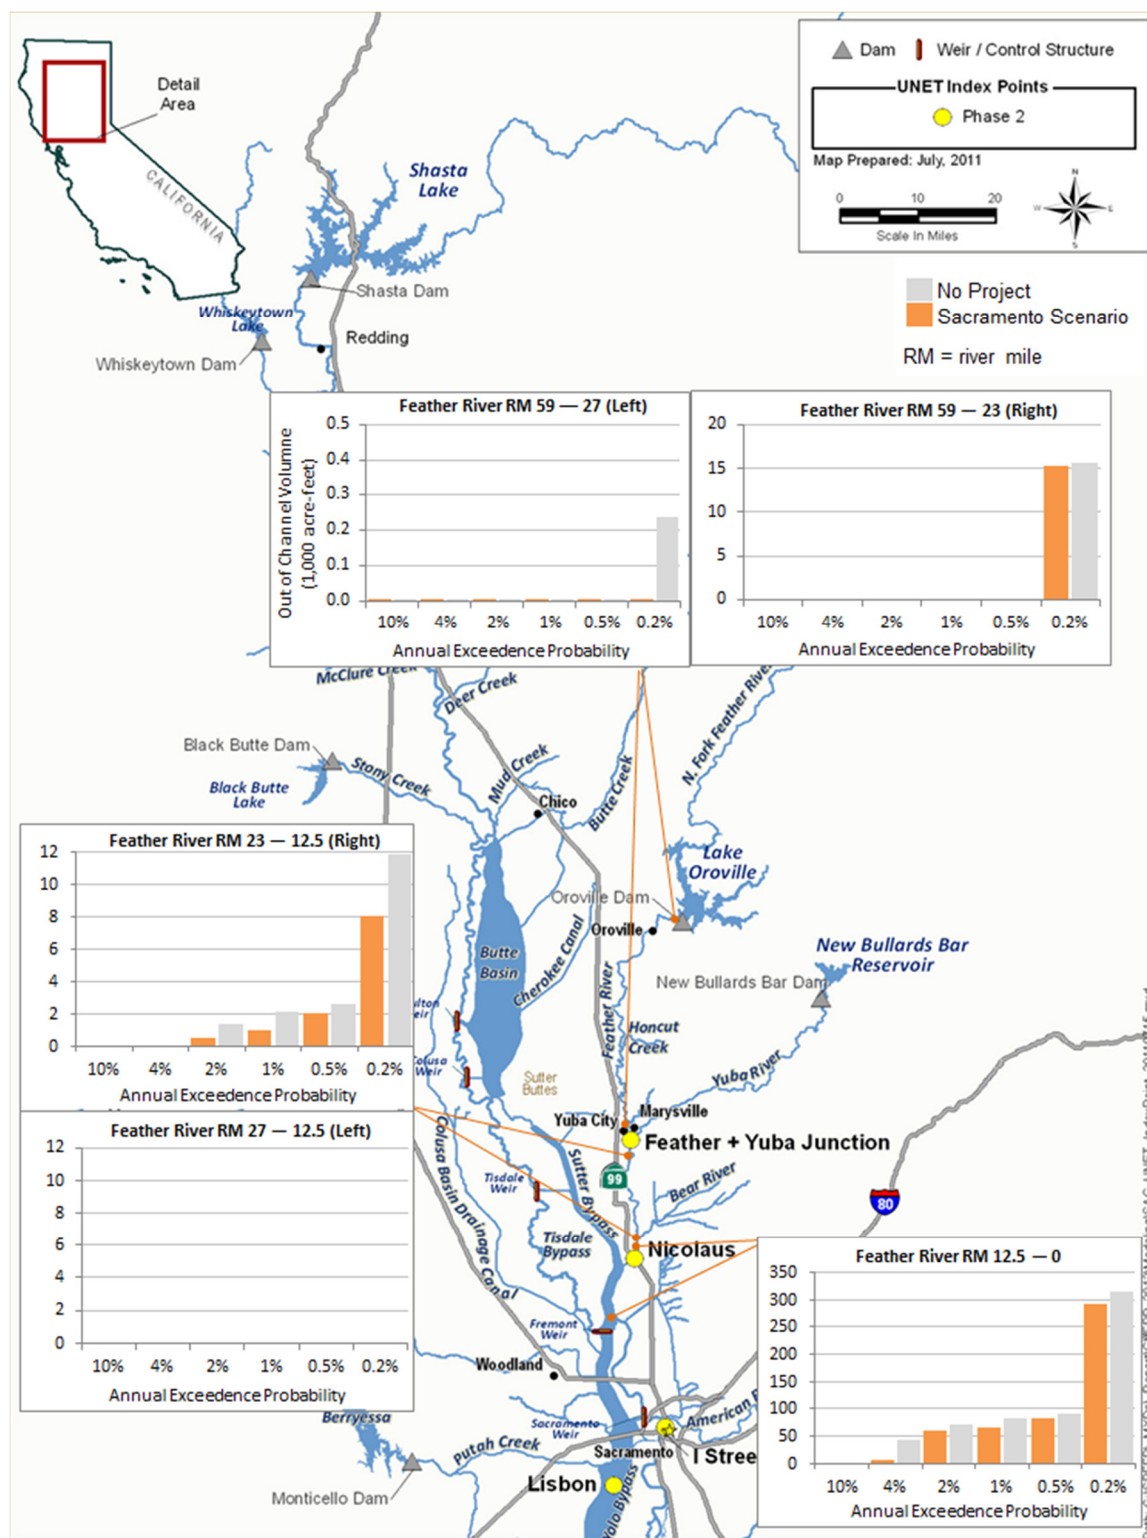 Dam
Weir / Control Structure
UNET Index Points
Phase 2
Map Prepared: July, 2011
0 10 20
Scale In Miles
N
W
E
S
Detail
Area
CALIFORNIA
Shasta
Lake
Shasta Dam
Whiskeytown
Lake
Whiskeytown Dam
Redding
No Project
Sacramento Scenario
RM = river mile
Feather River RM 59 — 27 (Left)
Out of Channel Volumne
(1,000 acre-feet)
0.5
0.4
0.3
0.2
0.1
0.0
10% 4% 2% 1% 0.5% 0.2%
Annual Exceedence Probability
Feather River RM 59 — 23 (Right)
20
15
10
5
0
10% 4% 2% 1% 0.5% 0.2%
Annual Exceedence Probability
McClure Creek
Deer Creek
N. Fork Feather River
Black Butte Dam
Stony Creek
Black Butte
Lake
Mud Creek
Chico
Butte Creek
Lake
Oroville
Oroville Dam
Oroville
Butte
Basin
Cherokee Canal
Feather River
New Bullards Bar
Reservoir
New Bullards Bar Dam
Honcut
Creek
Yuba River
Feather River RM 23 — 12.5 (Right)
12
10
8
6
4
2
0
10% 4% 2% 1% 0.5% 0.2%
Annual Exceedence Probability
Weir
Weir
Sutter
Buttes
Yuba City
Marysville
Feather + Yuba Junction
99
Bear River
80
Colusa Basin Drainage Canal
Sutter Bypass
Tisdale
Weir
Tisdale
Bypass
Nicolaus
Feather River RM 27 — 12.5 (Left)
12
10
8
6
4
2
0
10% 4% 2% 1% 0.5% 0.2%
Annual Exceedence Probability
Fremont
Weir
Woodland
Feather River RM 12.5 — 0
350
300
250
200
150
100
50
0
10% 4% 2% 1% 0.5% 0.2%
Annual Exceedence Probability
Berryessa
Sacramento
Weir
American
Sacramento
I Stree
Putah Creek
Lisbon
Bypass
Monticello Dam